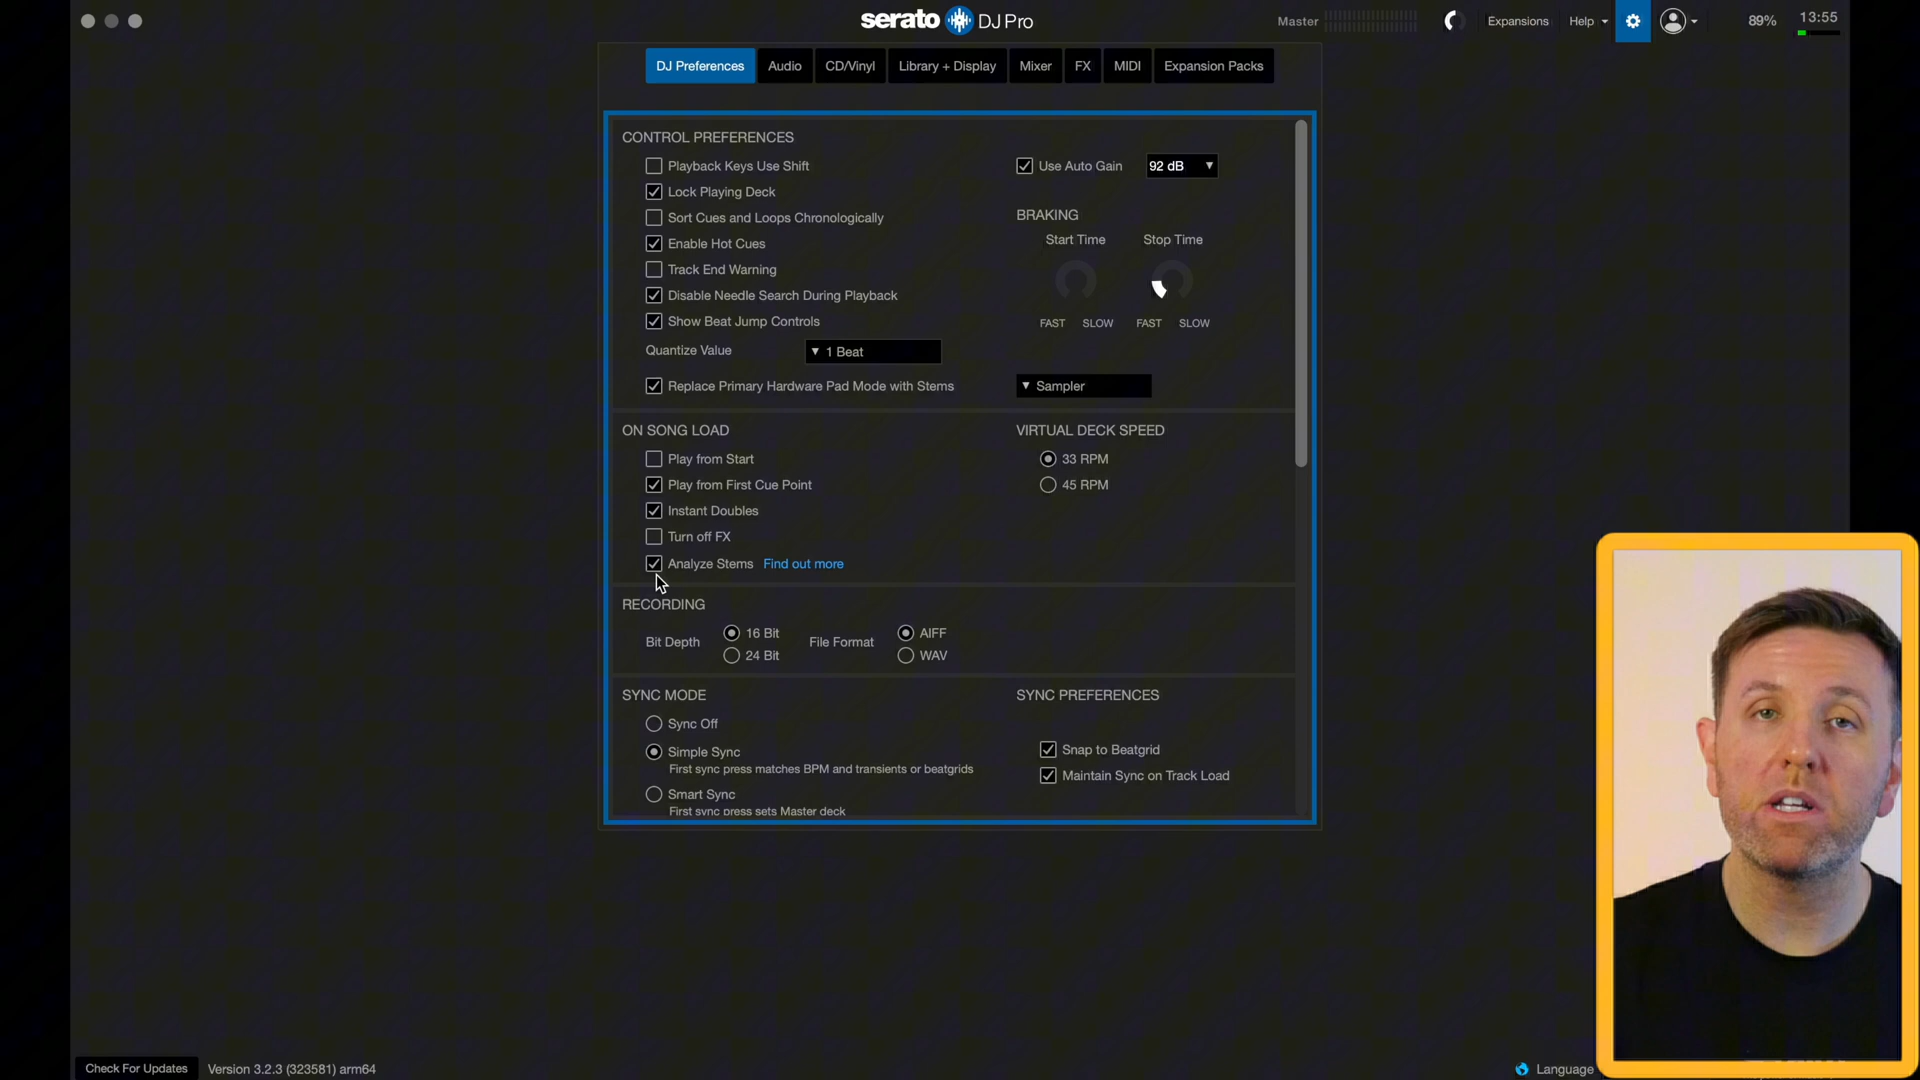 serato DJ Pro
Master
Expansions
Help
89%
13:55
DJ Preferences
Audio
CD/Vinyl
Library + Display
Mixer
FX
MIDI
Expansion Packs
CONTROL PREFERENCES
Playback Keys Use Shift
Lock Playing Deck
Sort Cues and Loops Chronologically
Enable Hot Cues
Track End Warning
Disable Needle Search During Playback
Show Beat Jump Controls
Quantize Value
1 Beat
Replace Primary Hardware Pad Mode with Stems
Sampler
Use Auto Gain
92 dB
BRAKING
Start Time
Stop Time
FAST SLOW
FAST SLOW
ON SONG LOAD
Play from Start
Play from First Cue Point
Instant Doubles
Turn off FX
Analyze Stems Find out more
VIRTUAL DECK SPEED
33 RPM
45 RPM
RECORDING
Bit Depth
16 Bit
24 Bit
File Format
AIFF
WAV
SYNC MODE
Sync Off
Simple Sync
First sync press matches BPM and transients or beatgrids
Smart Sync
First sync press sets Master deck
SYNC PREFERENCES
Snap to Beatgrid
Maintain Sync on Track Load
Check For Updates
Version 3.2.3 (323581) arm64
Language